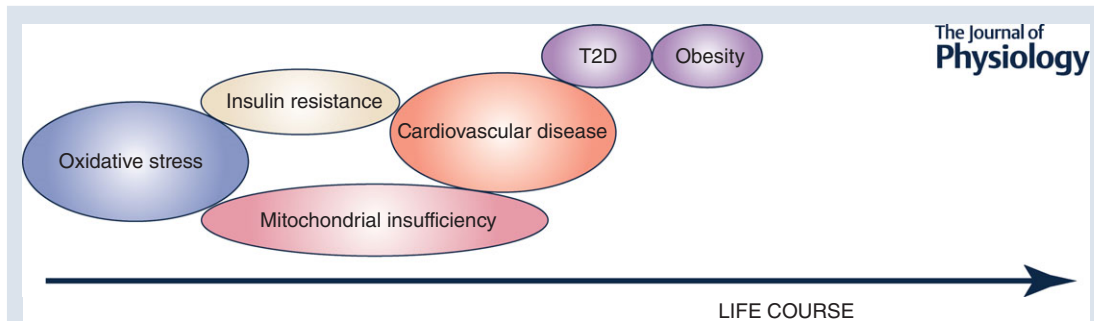 The Journal of
Physiology
T2D
Obesity
Insulin resistance
Cardiovascular disease
Oxidative stress
Mitochondrial insufficiency
LIFE COURSE